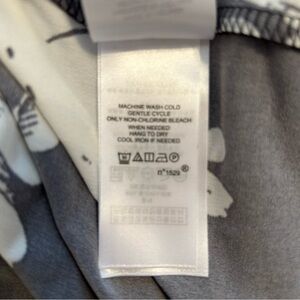 MACHINE WASH COLD
GENTLE CYCLE
ONLY NON-CHLORINE BLEACH
WHEN NEEDED
HANG TO DRY
COOL IRON IF NEEDED
n°1529®